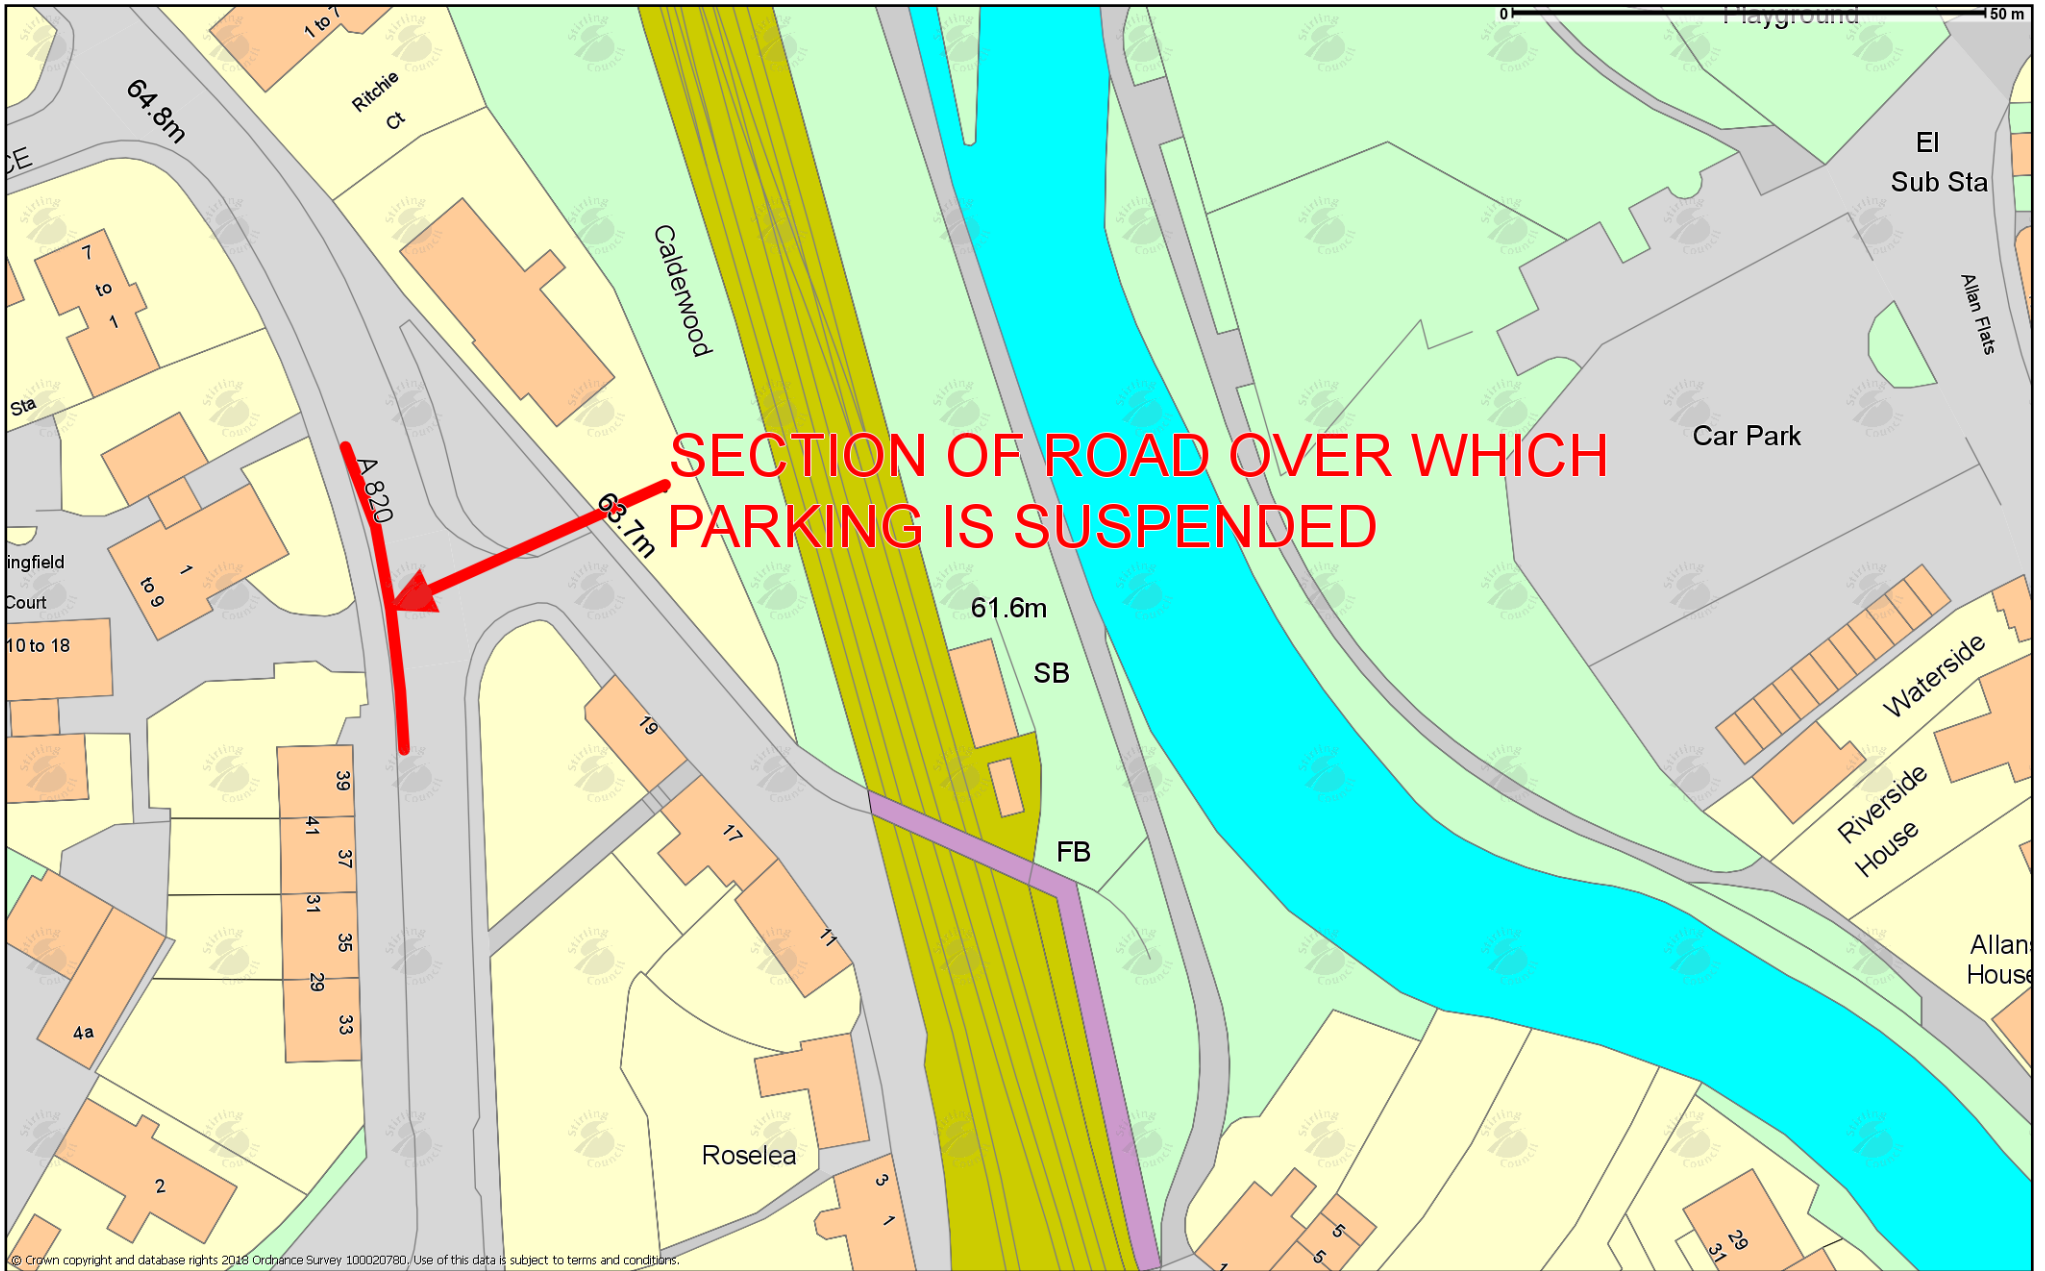 1 to 7
0
50 m
Playground
64.8m
Ritchie
Ct
El
Sub Sta
CE
7
to
1
Calderwood
Allan Flats
Sta
Car Park
A 820
SECTION OF ROAD OVER WHICH
PARKING IS SUSPENDED
63.7m
ingfield
Court
1
to 9
10 to 18
61.6m
SB
Waterside
19
39
41
37
17
FB
Riverside
House
31
35
11
29
33
Allans
House
4a
Roselea
2
3
1
5
5
1
29
31
Stirling
Council
© Crown copyright and database rights 2018 Ordnance Survey 100020780. Use of this data is subject to terms and conditions.